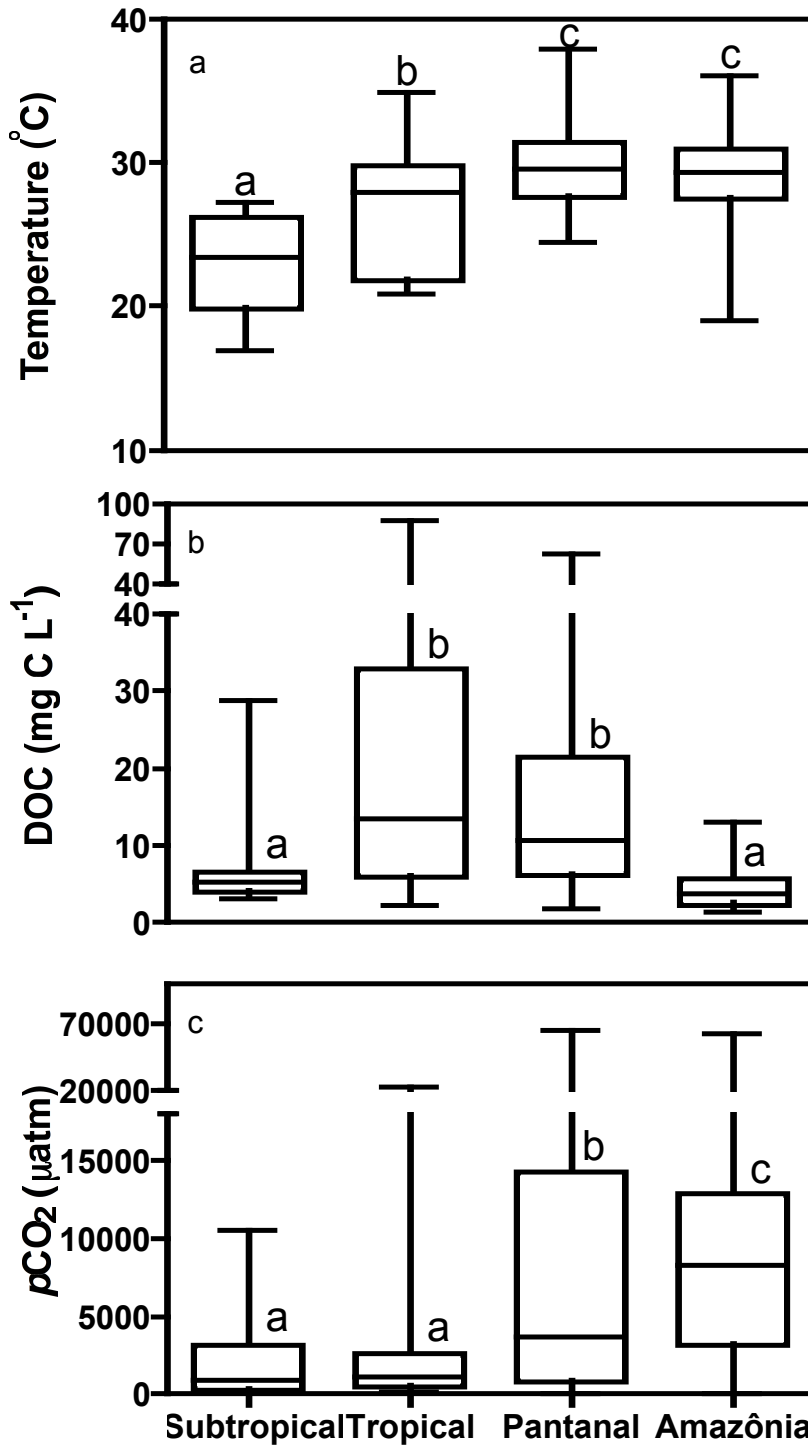 40
30
20
10
Temperature (°C)
a
a
b
c
c
100
70
40
40
30
20
10
0
DOC (mg C L-1)
b
a
b
b
a
70000
20000
15000
10000
5000
0
pCO2 (µatm)
c
a
a
b
c
Subtropical Tropical Pantanal Amazônia